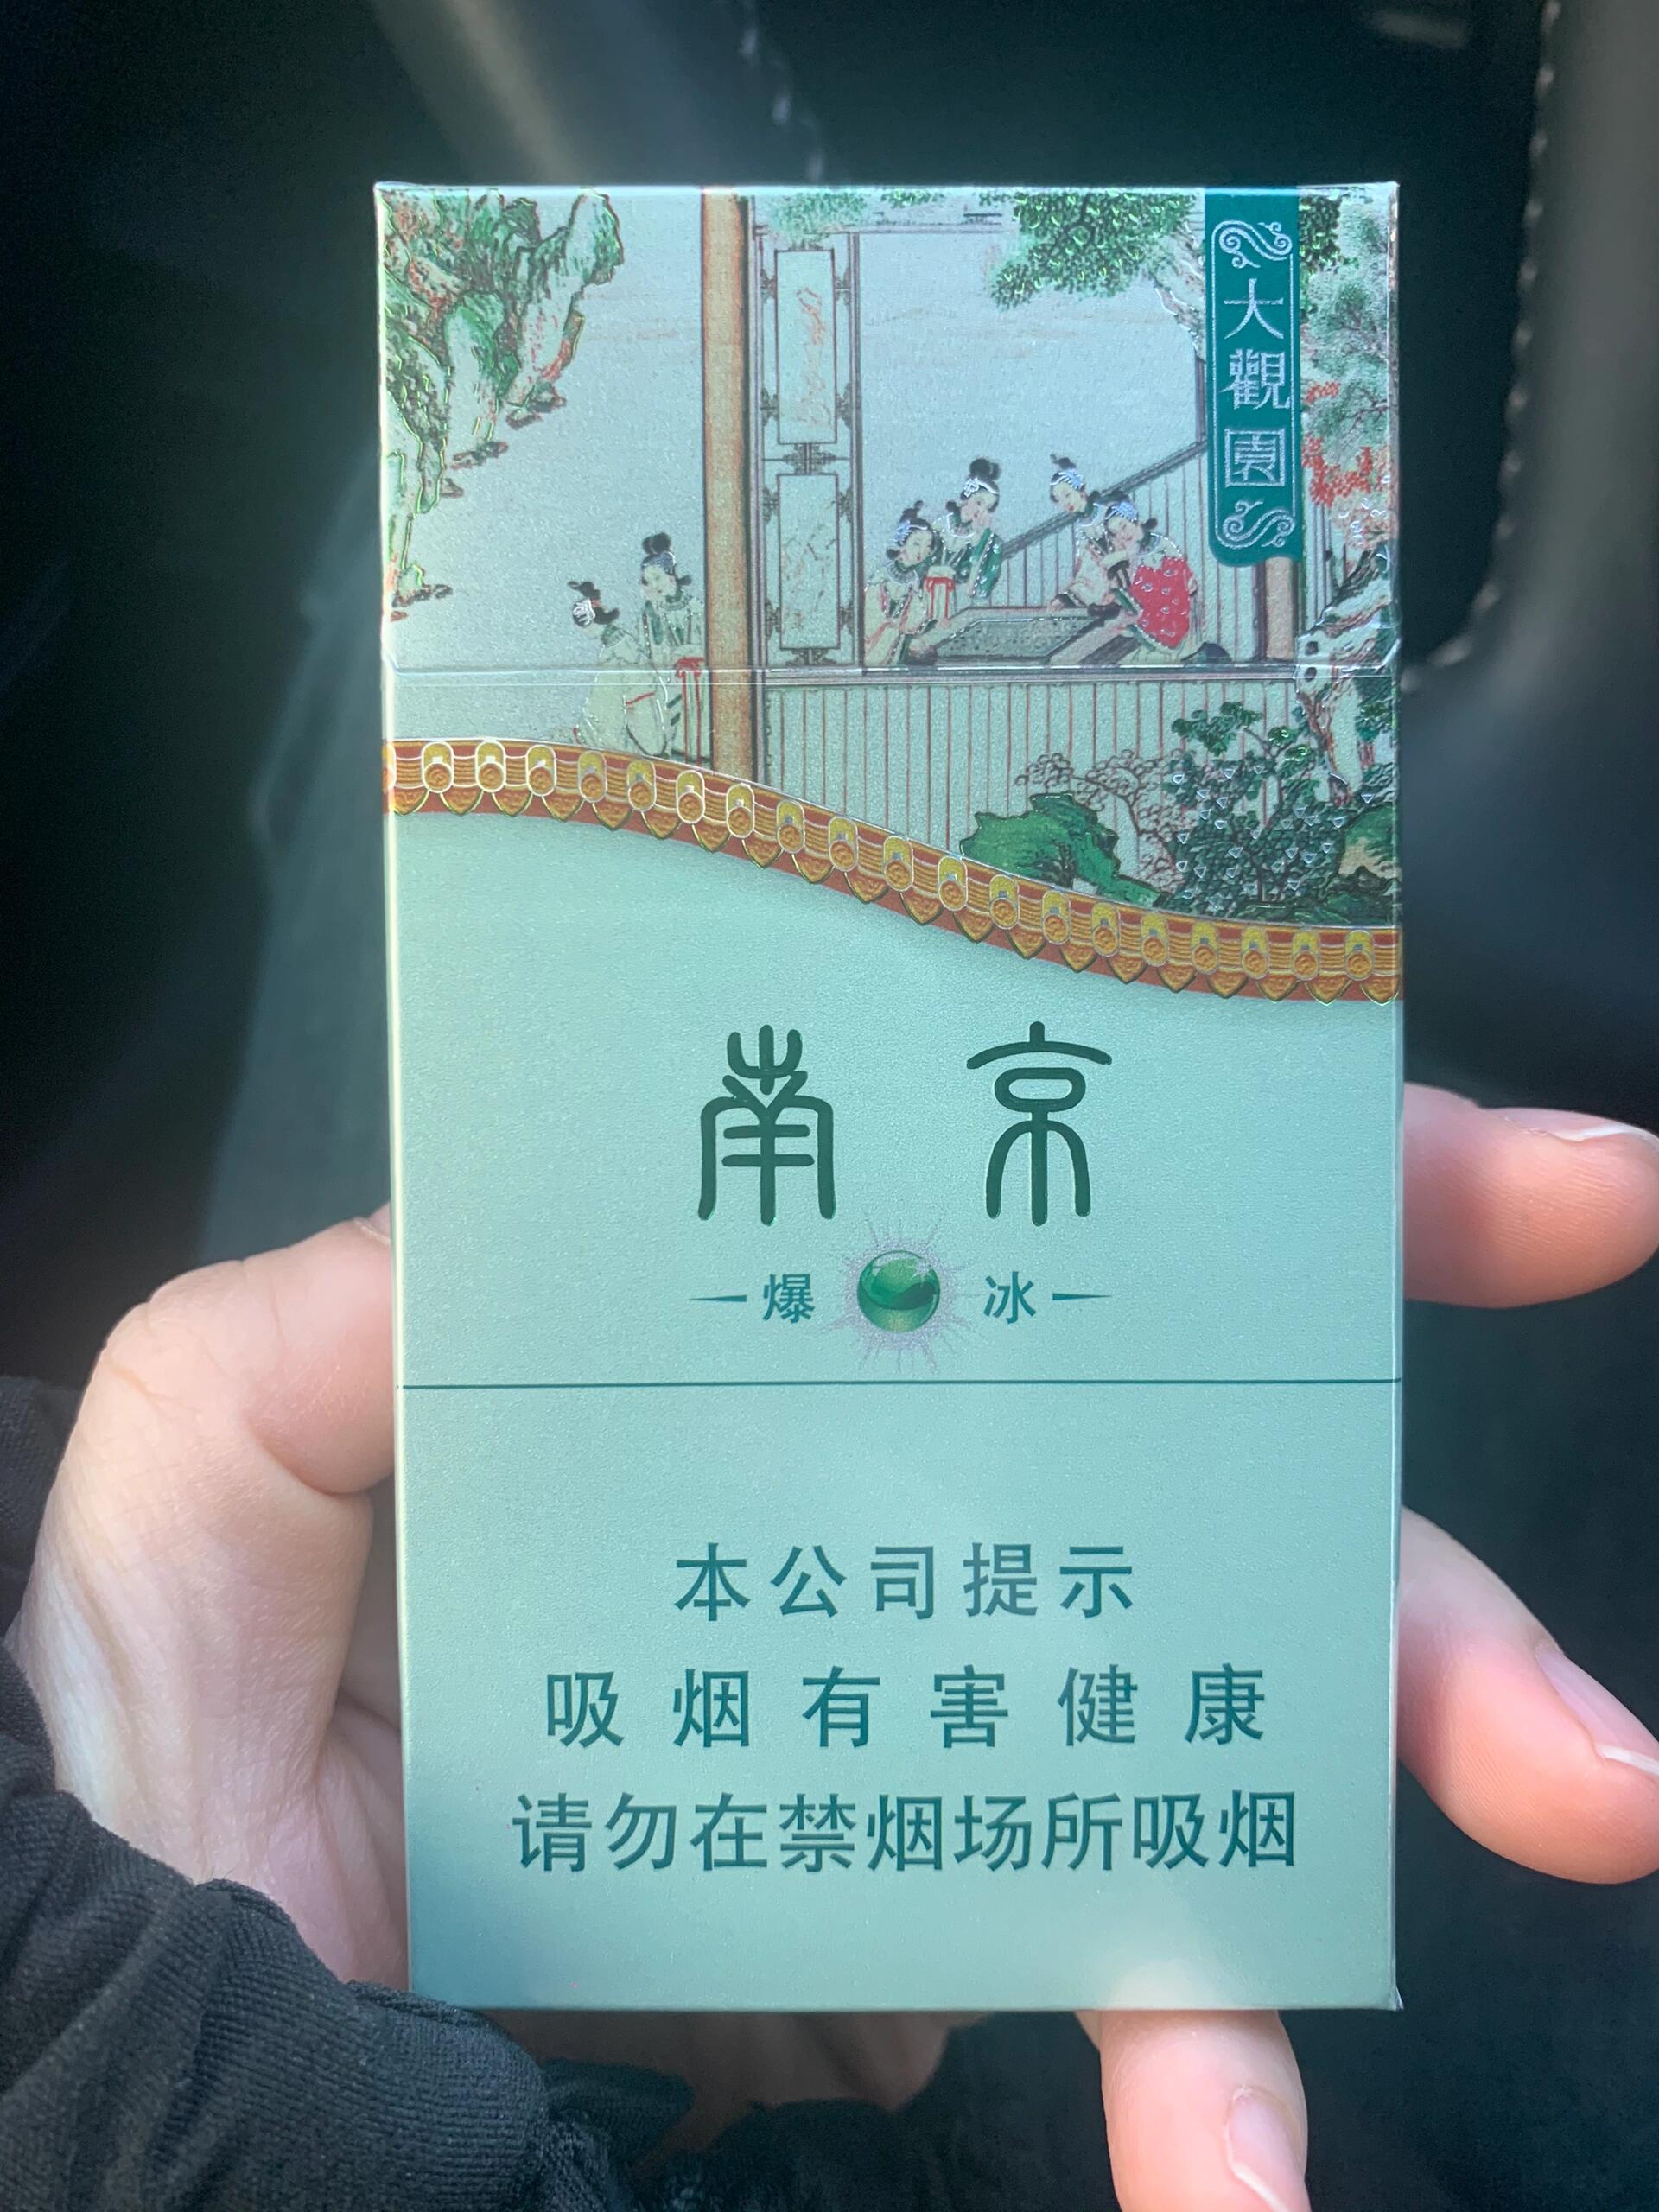 大觀園
南京
爆 冰
本公司提示
吸烟有害健康
请勿在禁烟场所吸烟